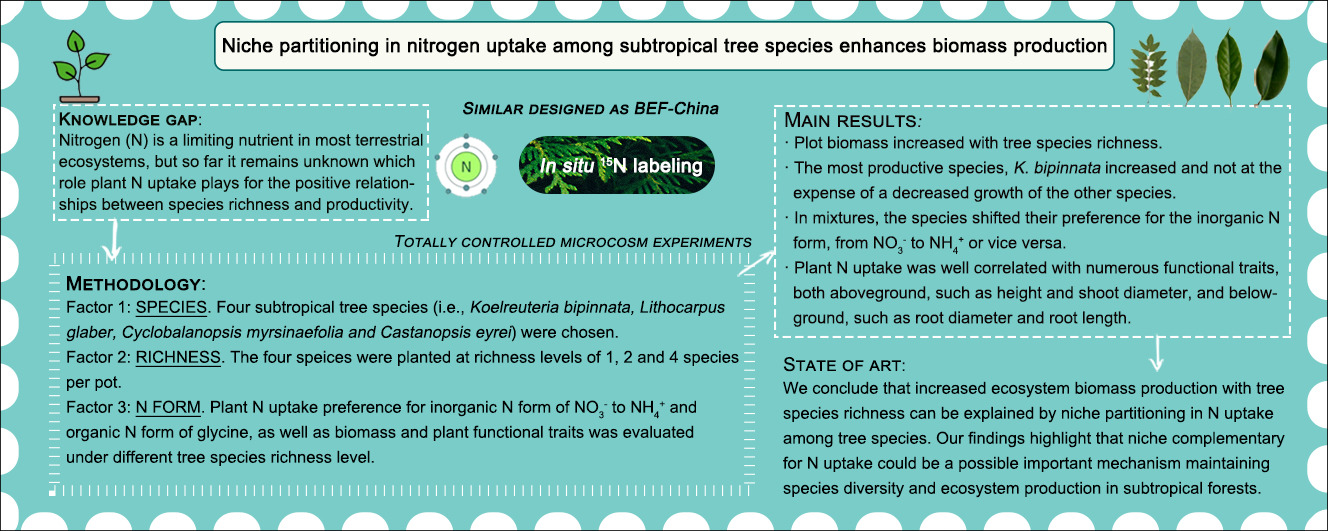 Niche partitioning in nitrogen uptake among subtropical tree species enhances biomass production
KNOWLEDGE GAP:
Nitrogen (N) is a limiting nutrient in most terrestrial
ecosystems, but so far it remains unknown which
role plant N uptake plays for the positive relation-
ships between species richness and productivity.
SIMILAR DESIGNED AS BEF-CHINA
N
In situ ¹⁵N labeling
TOTALLY CONTROLLED MICROCOSM EXPERIMENTS
METHODOLOGY:
Factor 1: SPECIES. Four subtropical tree species (i.e., Koelreuteria bipinnata, Lithocarpus
glaber, Cyclobalanopsis myrsinaefolia and Castanopsis eyrei) were chosen.
Factor 2: RICHNESS. The four speices were planted at richness levels of 1, 2 and 4 species
per pot.
Factor 3: N FORM. Plant N uptake preference for inorganic N form of NO₃⁻ to NH₄⁺ and
organic N form of glycine, as well as biomass and plant functional traits was evaluated
under different tree species richness level.
MAIN RESULTS:
· Plot biomass increased with tree species richness.
· The most productive species, K. bipinnata increased and not at the
expense of a decreased growth of the other species.
· In mixtures, the species shifted their preference for the inorganic N
form, from NO₃⁻ to NH₄⁺ or vice versa.
· Plant N uptake was well correlated with numerous functional traits,
both aboveground, such as height and shoot diameter, and below-
ground, such as root diameter and root length.
STATE OF ART:
We conclude that increased ecosystem biomass production with tree
species richness can be explained by niche partitioning in N uptake
among tree species. Our findings highlight that niche complementary
for N uptake could be a possible important mechanism maintaining
species diversity and ecosystem production in subtropical forests.